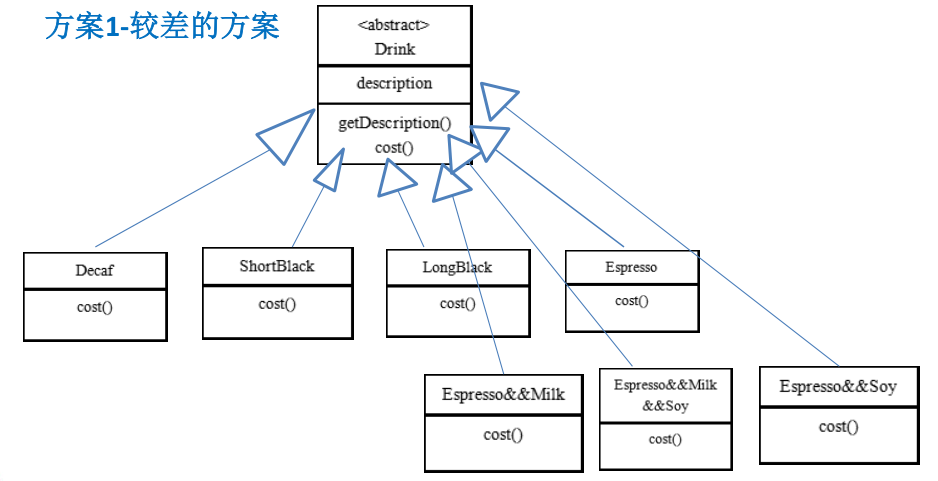 方案1-较差的方案
<abstract>
Drink
description
getDescription()
cost()
Decaf
cost()
ShortBlack
cost()
LongBlack
cost()
Espresso
cost()
Espresso&&Milk
cost()
Espresso&&Milk
&&Soy
cost()
Espresso&&Soy
cost()